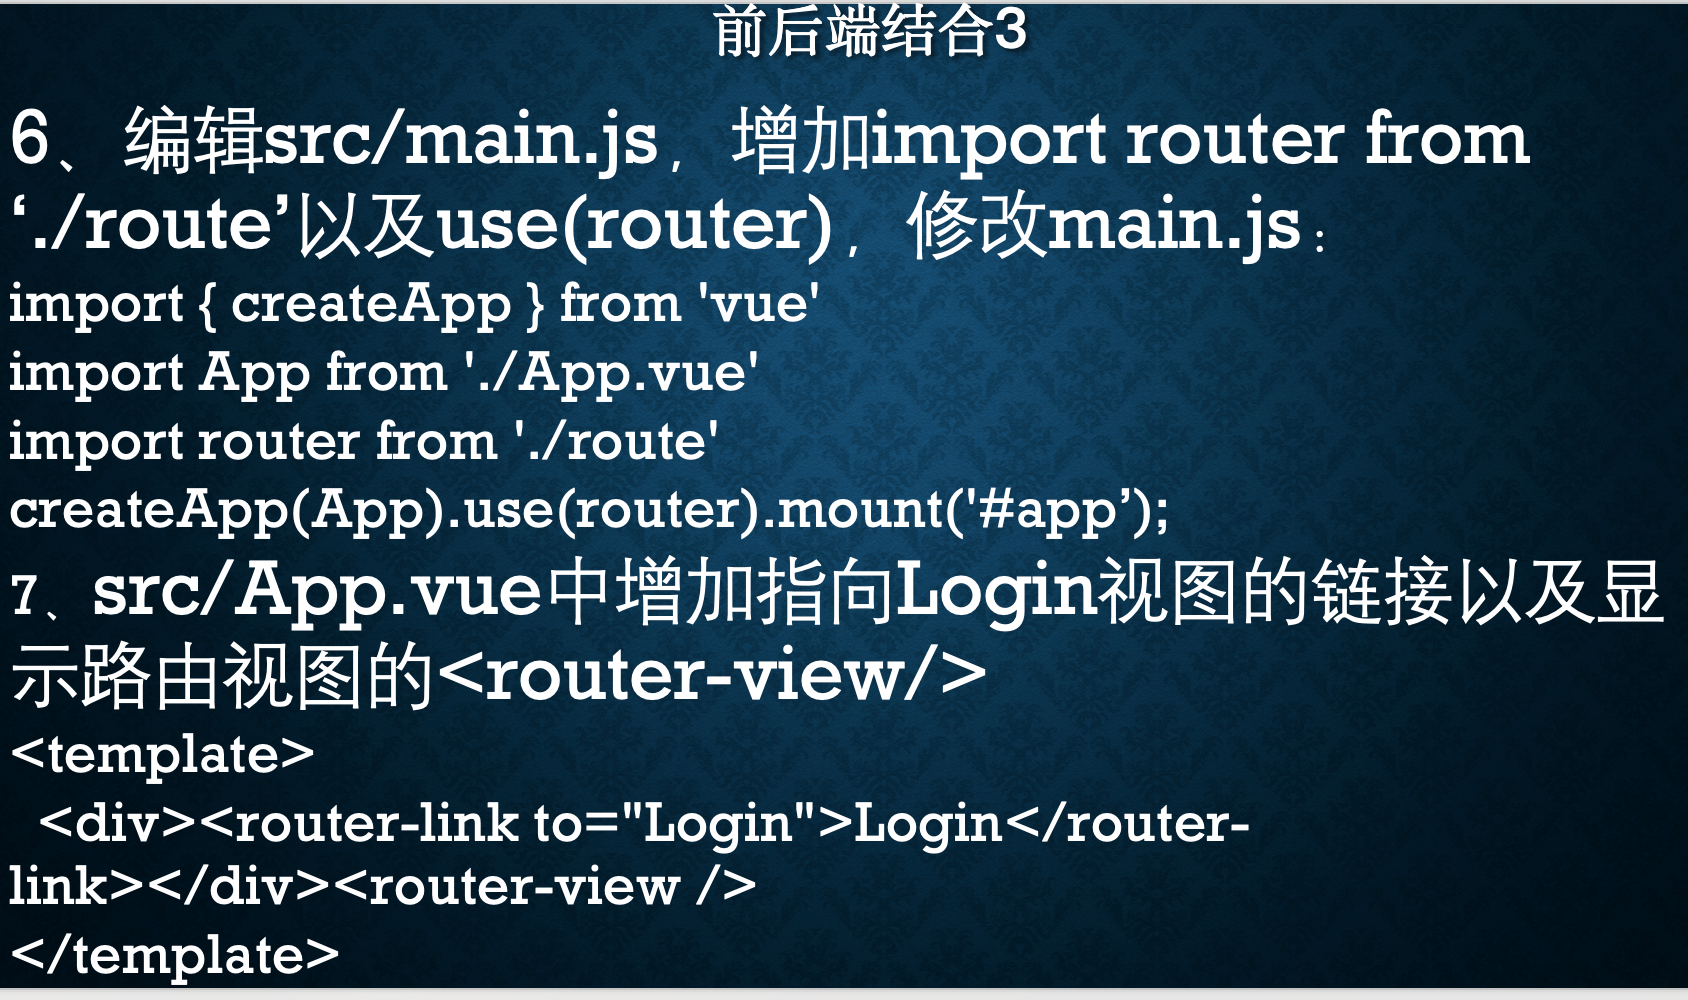 前后端结合3
6、编辑src/main.js，增加import router from
‘./route’以及use(router)，修改main.js：
import { createApp } from 'vue'
import App from './App.vue'
import router from './route'
createApp(App).use(router).mount('#app’);
7、src/App.vue中增加指向Login视图的链接以及显
示路由视图的<router-view/>
<template>
<div><router-link to="Login">Login</router-
link></div><router-view />
</template>